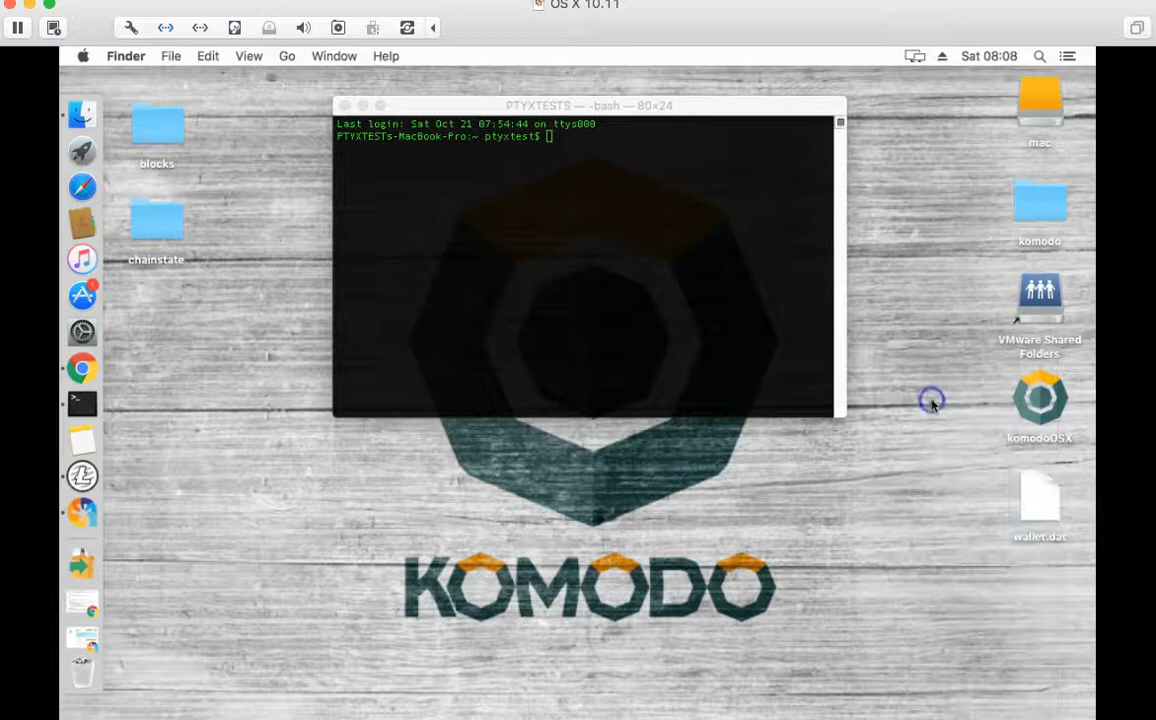 OS X 10.11
Finder File Edit View Go Window Help Sat 08:08
PTYXTESTS — -bash — 80×24
Last login: Sat Oct 21 07:54:44 on ttys000
PTYXTESTs-MacBook-Pro:~ ptyxtest$
blocks
chainstate
mac
komodo
VMware Shared
Folders
komodoOSX
wallet.dat
1
KOMODO